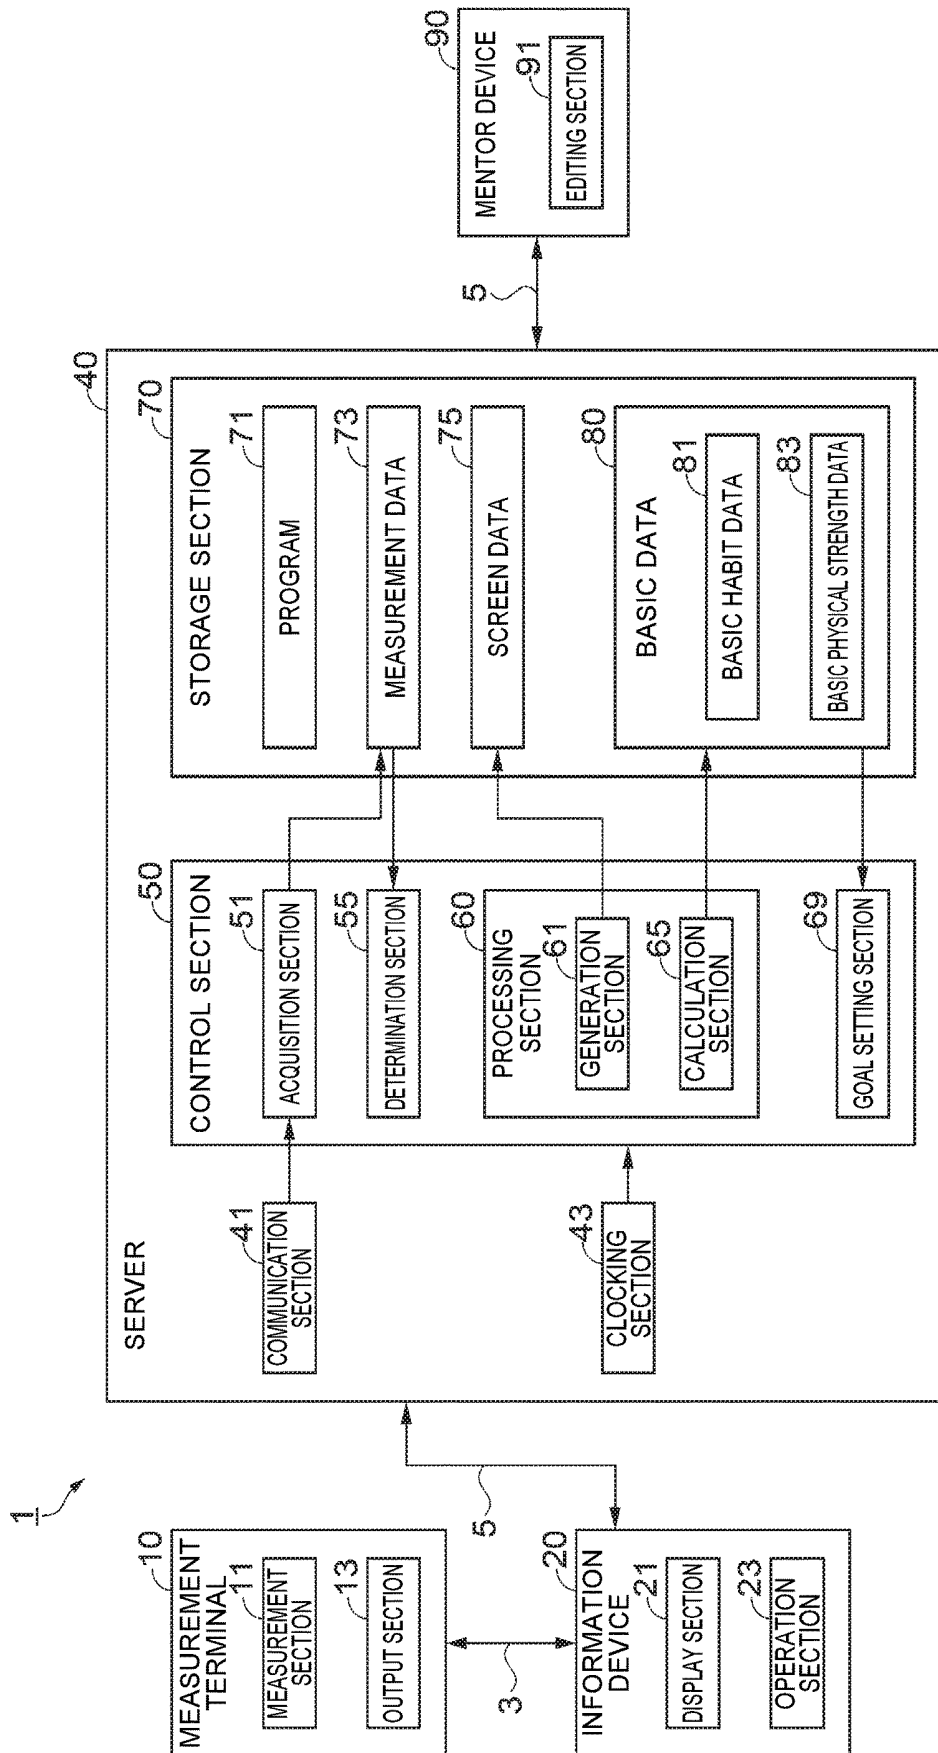 1
10
MEASUREMENT
TERMINAL
11
MEASUREMENT
SECTION
13
OUTPUT SECTION
3
20
INFORMATION
DEVICE
21
DISPLAY SECTION
23
OPERATION
SECTION
5
40
SERVER
41
COMMUNICATION
SECTION
43
CLOCKING
SECTION
50
CONTROL SECTION
51
ACQUISITION SECTION
55
DETERMINATION SECTION
60
PROCESSING
SECTION
61
GENERATION
SECTION
65
CALCULATION
SECTION
69
GOAL SETTING SECTION
70
STORAGE SECTION
71
PROGRAM
73
MEASUREMENT DATA
75
SCREEN DATA
80
BASIC DATA
81
BASIC HABIT DATA
83
BASIC PHYSICAL STRENGTH DATA
5
90
MENTOR DEVICE
91
EDITING SECTION